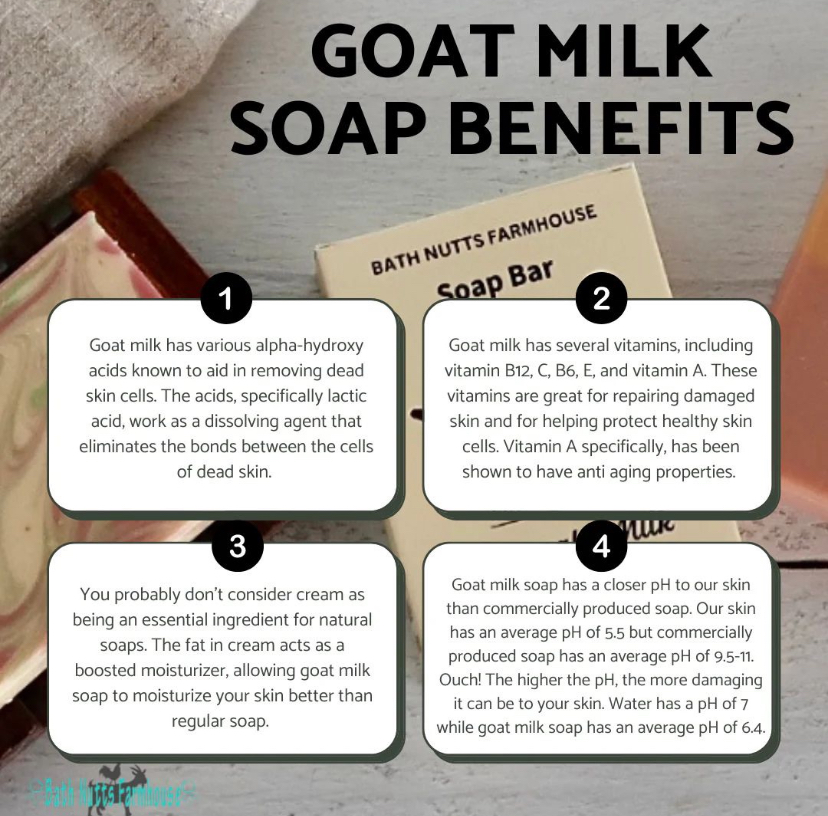 GOAT MILK
SOAP BENEFITS
BATH NUTTS FARMHOUSE
Soap Bar
1
Goat milk has various alpha-hydroxy
acids known to aid in removing dead
skin cells. The acids, specifically lactic
acid, work as a dissolving agent that
eliminates the bonds between the cells
of dead skin.
2
Goat milk has several vitamins, including
vitamin B12, C, B6, E, and vitamin A. These
vitamins are great for repairing damaged
skin and for helping protect healthy skin
cells. Vitamin A specifically, has been
shown to have anti aging properties.
Milk
3
You probably don't consider cream as
being an essential ingredient for natural
soaps. The fat in cream acts as a
boosted moisturizer, allowing goat milk
soap to moisturize your skin better than
regular soap.
4
Goat milk soap has a closer pH to our skin
than commercially produced soap. Our skin
has an average pH of 5.5 but commercially
produced soap has an average pH of 9.5-11.
Ouch! The higher the pH, the more damaging
it can be to your skin. Water has a pH of 7
while goat milk soap has an average pH of 6.4.
Bath Nutts Farmhouse